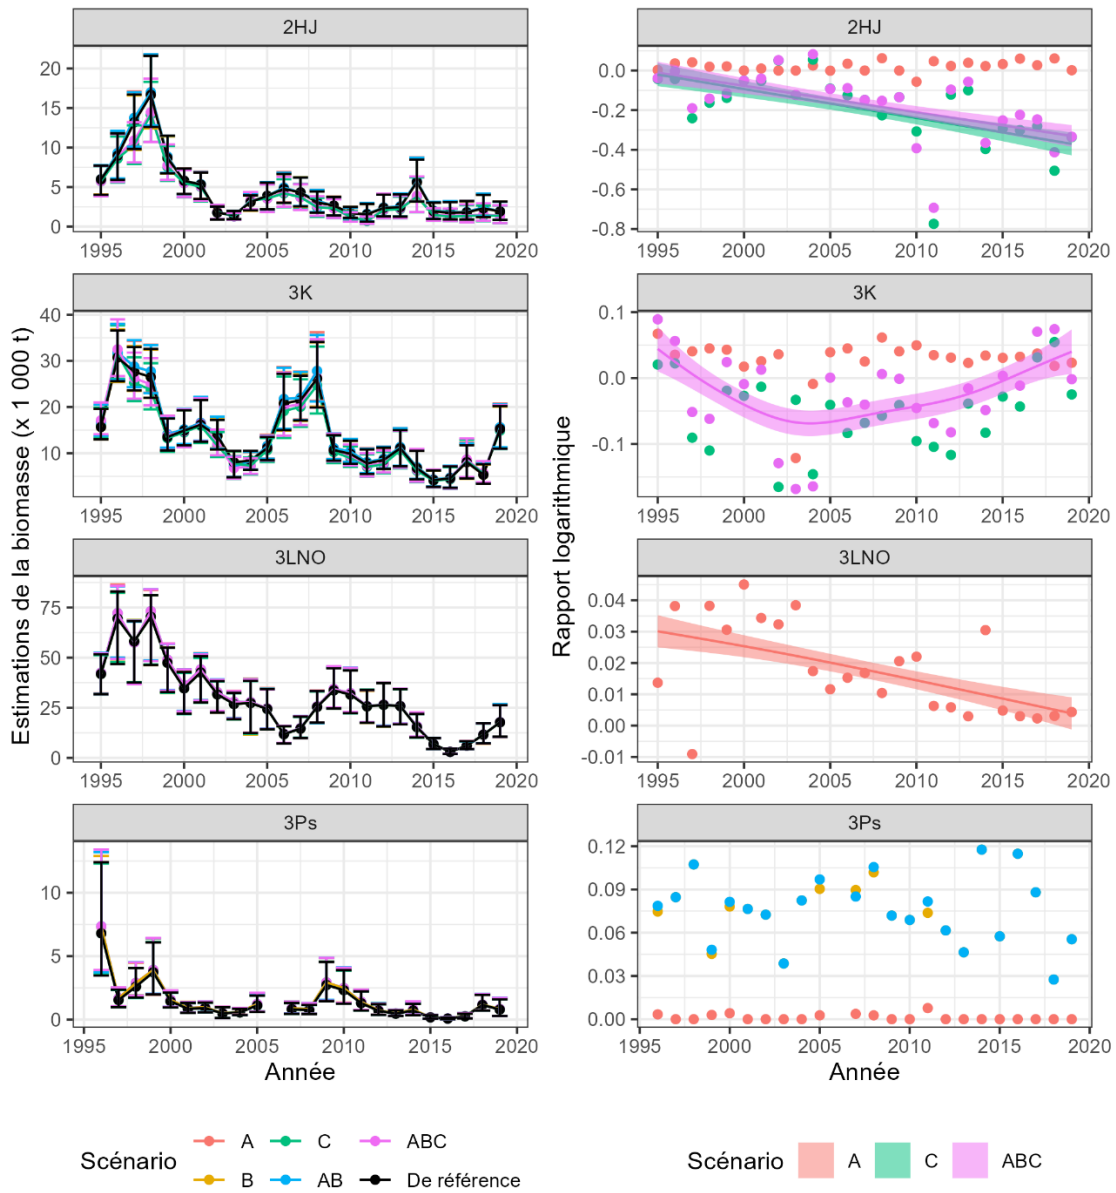 2HJ
20
15
10
5
0
1995 2000 2005 2010 2015 2020
3K
40
30
20
10
1995 2000 2005 2010 2015 2020
3LNO
75
50
25
0
1995 2000 2005 2010 2015 2020
3Ps
10
5
0
1995 2000 2005 2010 2015 2020
Estimations de la biomasse (x 1 000 t)
Année
Scénario A C ABC
B AB De référence
2HJ
0.0
-0.2
-0.4
-0.6
-0.8
1995 2000 2005 2010 2015 2020
3K
0.1
0.0
-0.1
1995 2000 2005 2010 2015 2020
3LNO
0.04
0.03
0.02
0.01
0.00
-0.01
1995 2000 2005 2010 2015 2020
3Ps
0.12
0.09
0.06
0.03
0.00
1995 2000 2005 2010 2015 2020
Rapport logarithmique
Année
Scénario A C ABC